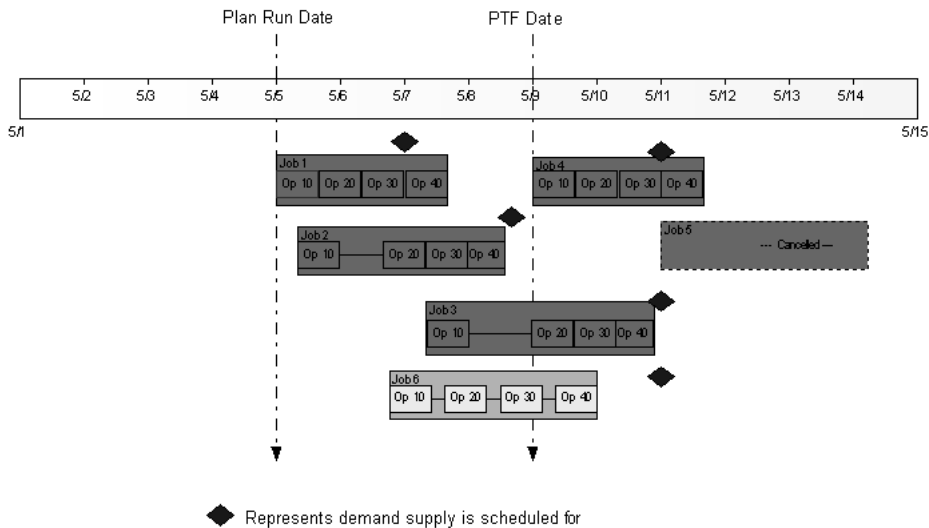 Plan Run Date PTF Date
5/2 5/3 5/4 5/5 5/6 5/7 5/8 5/9 5/10 5/11 5/12 5/13 5/14
5/1 5/15
Job 1
Op 10 Op 20 Op 30 Op 40
Job 4
Op 10 Op 20 Op 30 Op 40
Job 2
Op 10 Op 20 Op 30 Op 40
Job 5
--- Cancelled —
Job 3
Op 10 Op 20 Op 30 Op 40
Job 6
Op 10 Op 20 Op 30 Op 40
Represents demand supply is scheduled for